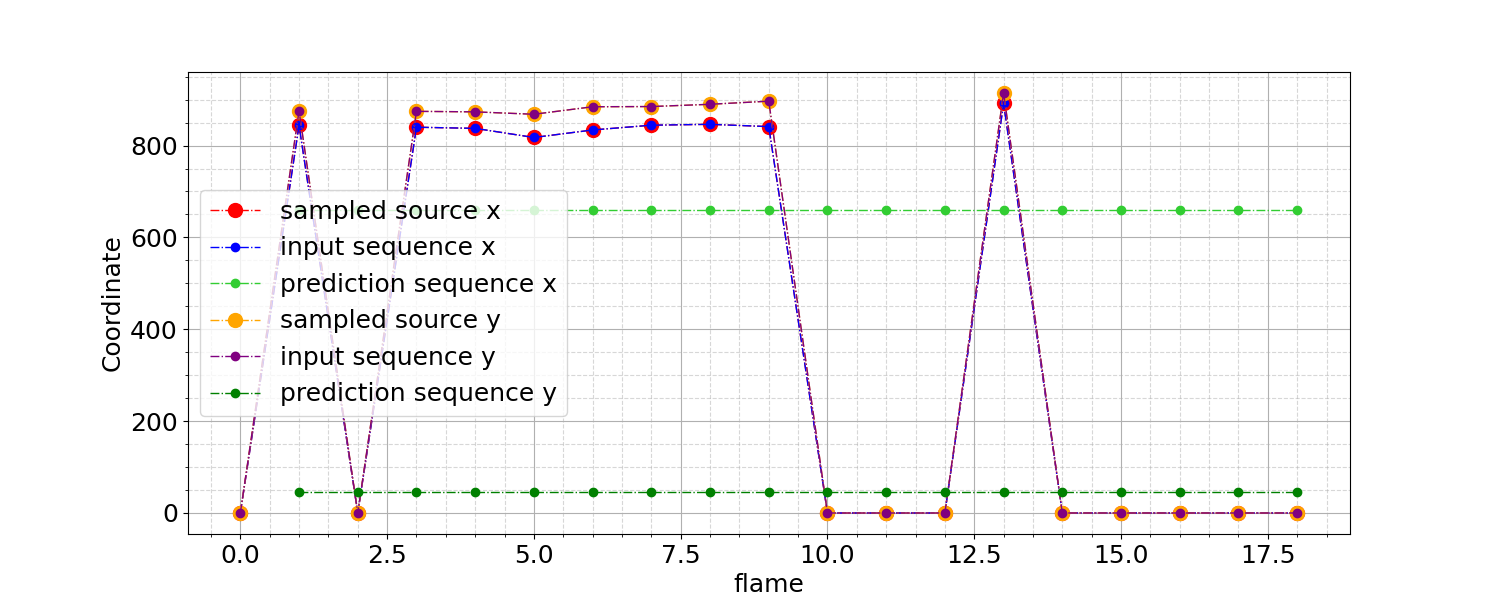 Coordinate
800
600
400
200
0
sampled source x
input sequence x
prediction sequence x
sampled source y
input sequence y
prediction sequence y
0.0 2.5 5.0 7.5 10.0 12.5 15.0 17.5
flame